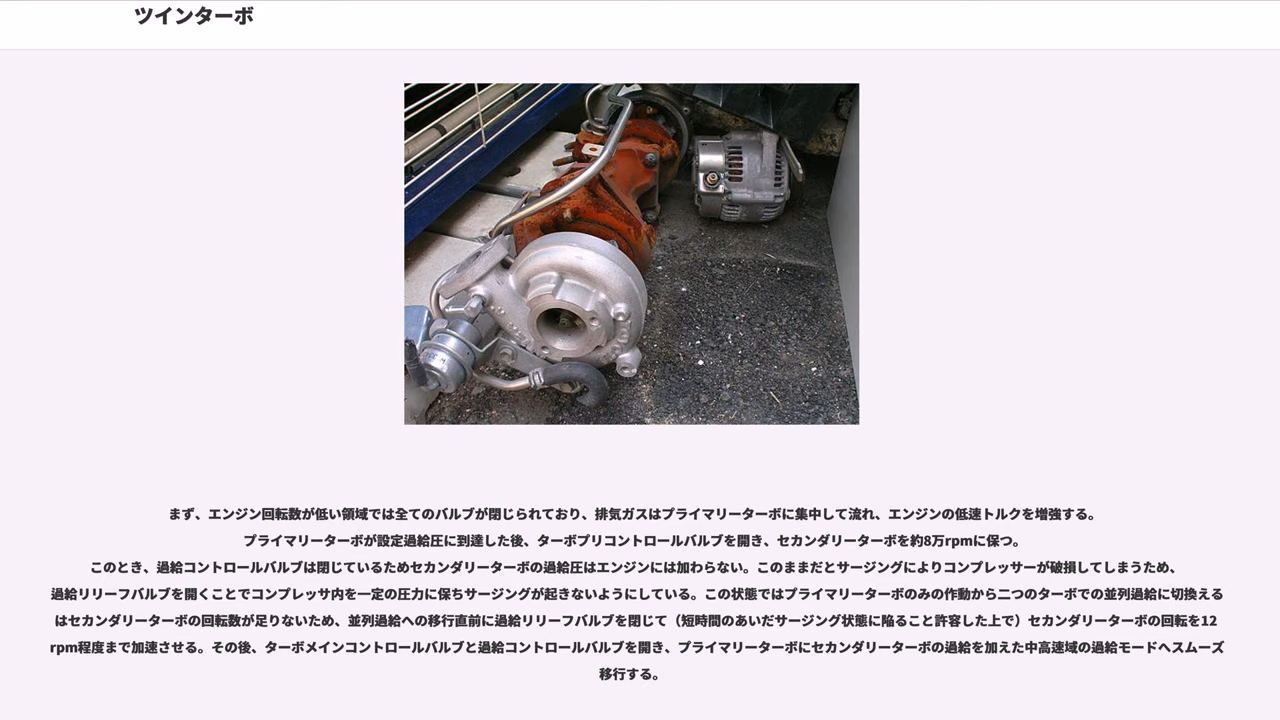 ツインターボ
まず、エンジン回転数が低い領域では全てのバルブが閉じられており、排気ガスはプライマリーターボに集中して流れ、エンジンの低速トルクを増強する。
プライマリーターボが設定過給圧に到達した後、ターボプリコントロールバルブを開き、セカンダリーターボを約8万rpmに保つ。
このとき、過給コントロールバルブは閉じているためセカンダリーターボの過給圧はエンジンには加わらない。このままだとサージングによりコンプレッサーが破損してしまうため、
過給リリーフバルブを開くことでコンプレッサ内を一定の圧力に保ちサージングが起きないようにしている。この状態ではプライマリーターボのみの作動から二つのターボでの並列過給に切換える
はセカンダリーターボの回転数が足りないため、並列過給への移行直前に過給リリーフバルブを閉じて（短時間のあいだサージング状態に陥ること許容した上で）セカンダリーターボの回転を12
rpm程度まで加速させる。その後、ターボメインコントロールバルブと過給コントロールバルブを開き、プライマリーターボにセカンダリーターボの過給を加えた中高速域の過給モードへスムーズ
移行する。